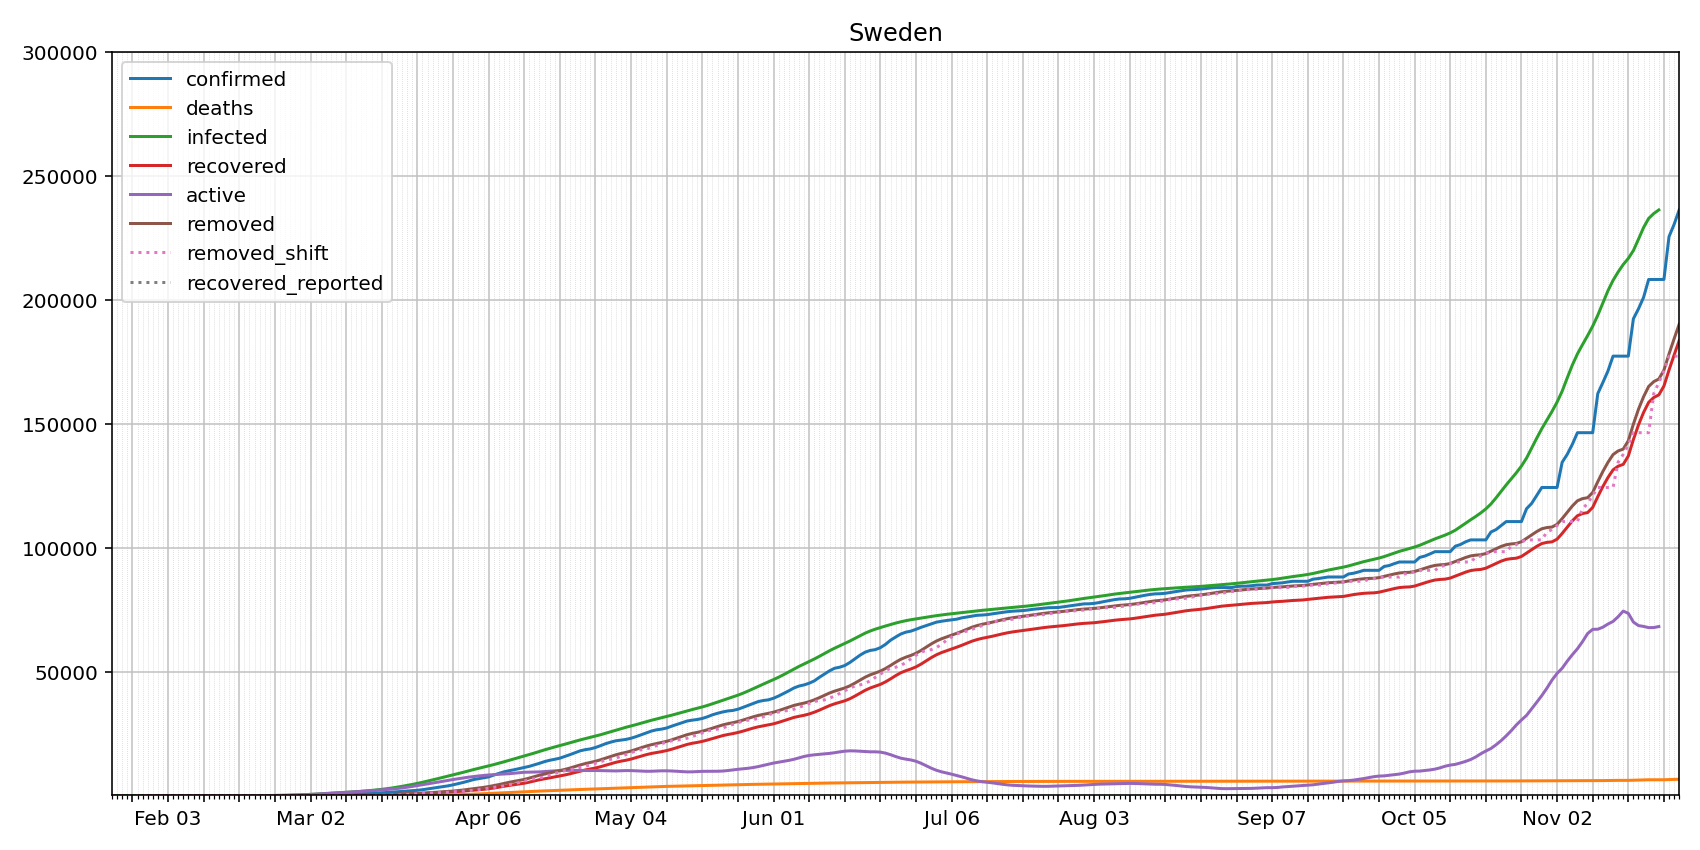 Sweden
300000
250000
200000
150000
100000
50000
confirmed
deaths
infected
recovered
active
removed
removed_shift
recovered_reported
Feb 03 Mar 02 Apr 06 May 04 Jun 01 Jul 06 Aug 03 Sep 07 Oct 05 Nov 02